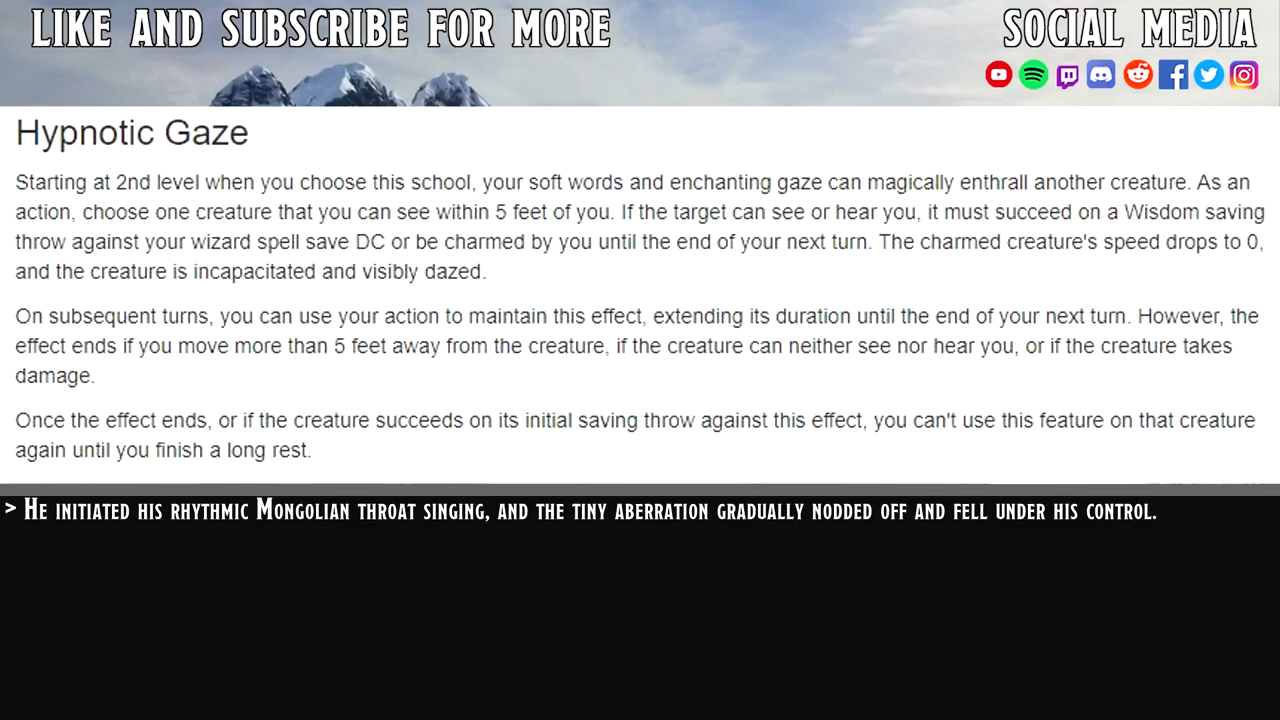 LIKE AND SUBSCRIBE FOR MORE
SOCIAL MEDIA
Hypnotic Gaze
Starting at 2nd level when you choose this school, your soft words and enchanting gaze can magically enthrall another creature. As an
action, choose one creature that you can see within 5 feet of you. If the target can see or hear you, it must succeed on a Wisdom saving
throw against your wizard spell save DC or be charmed by you until the end of your next turn. The charmed creature's speed drops to 0,
and the creature is incapacitated and visibly dazed.
On subsequent turns, you can use your action to maintain this effect, extending its duration until the end of your next turn. However, the
effect ends if you move more than 5 feet away from the creature, if the creature can neither see nor hear you, or if the creature takes
damage.
Once the effect ends, or if the creature succeeds on its initial saving throw against this effect, you can't use this feature on that creature
again until you finish a long rest.
> He initiated his rhythmic Mongolian throat singing, and the tiny aberration gradually nodded off and fell under his control.